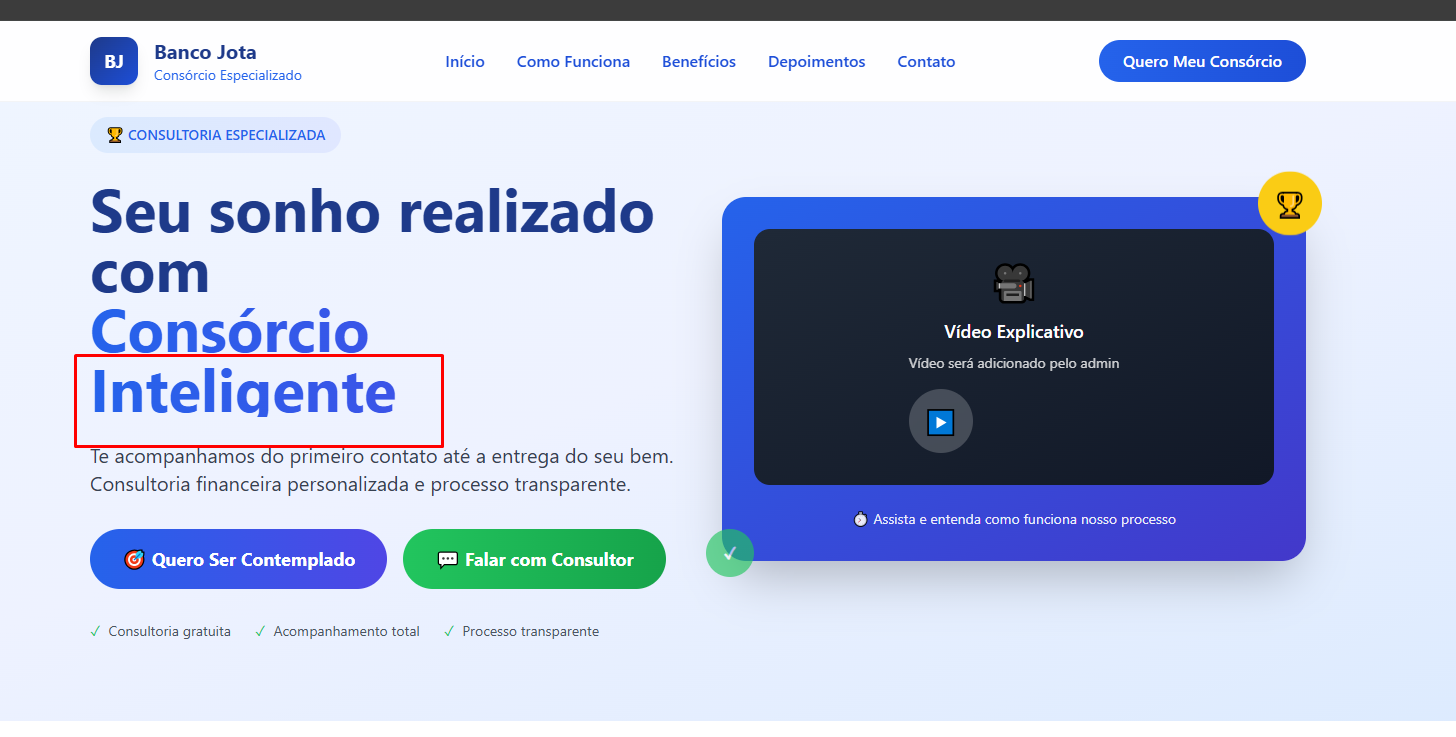 BJ
Banco Jota
Consórcio Especializado
Início
Como Funciona
Benefícios
Depoimentos
Contato
Quero Meu Consórcio
CONSULTORIA ESPECIALIZADA
Seu sonho realizado
com
Consórcio
Inteligente
Te acompanhamos do primeiro contato até a entrega do seu bem.
Consultoria financeira personalizada e processo transparente.
Quero Ser Contemplado
Falar com Consultor
✓ Consultoria gratuita
✓ Acompanhamento total
✓ Processo transparente
Vídeo Explicativo
Vídeo será adicionado pelo admin
Assista e entenda como funciona nosso processo